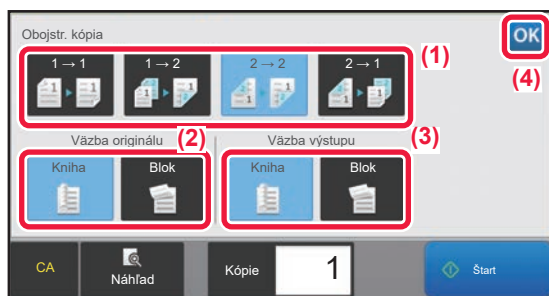 Obojstr. kópia
OK
1 → 1
1 → 2
2 → 2
2 → 1
(1)
(4)
Väzba originálu
(2)
Väzba výstupu
(3)
Kniha
Blok
Kniha
Blok
CA
Náhľad
Kópie
1
Štart